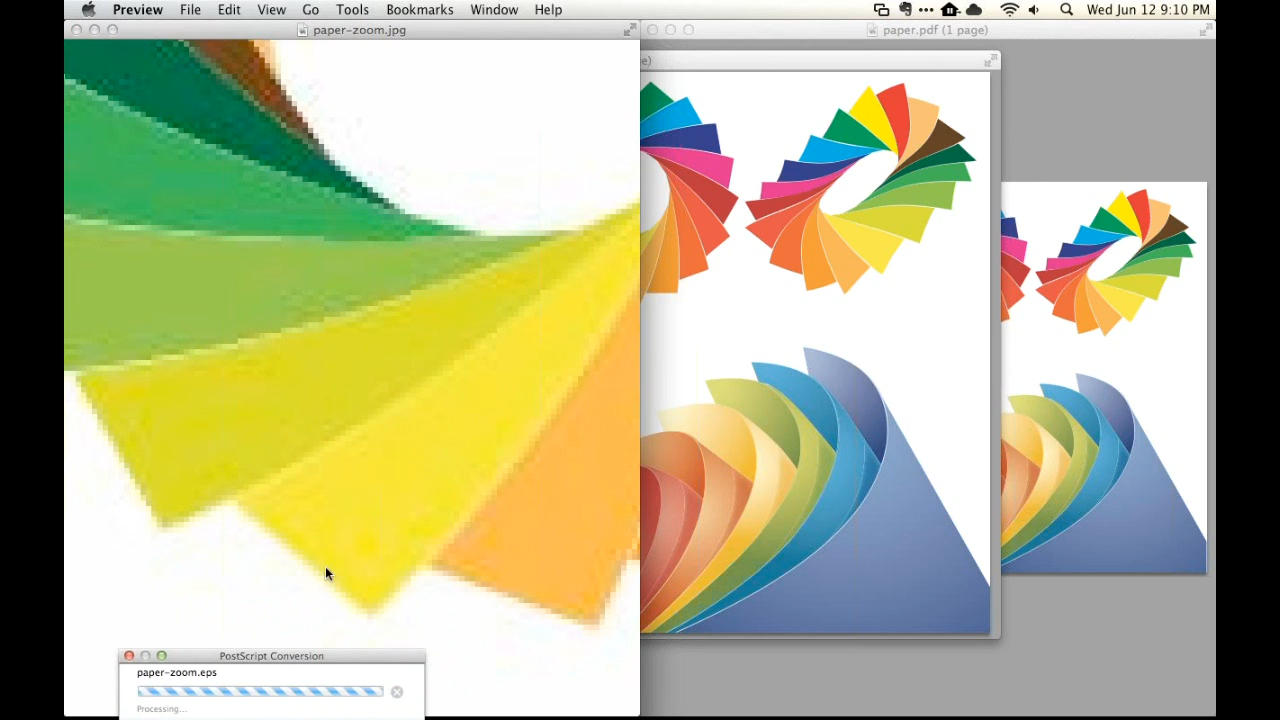 Preview File Edit View Go Tools Bookmarks Window Help Wed Jun 12 9:10 PM
paper-zoom.jpg
paper.pdf (1 page)
e)
PostScript Conversion
paper-zoom.eps
Processing...